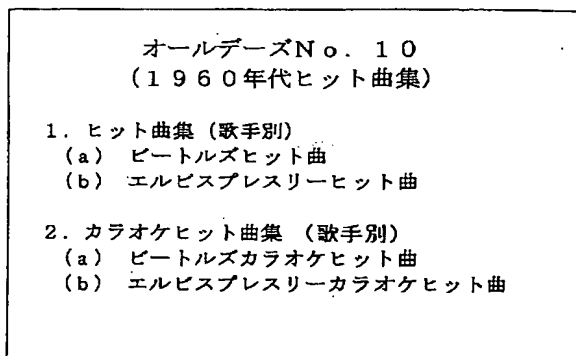 オールデーズNo．10
（1960年代ヒット曲集）
1．ヒット曲集（歌手別）
（a） ビートルズヒット曲
（b） エルビスプレスリーヒット曲
2．カラオケヒット曲集 （歌手別）
（a） ビートルズカラオケヒット曲
（b） エルビスプレスリーカラオケヒット曲